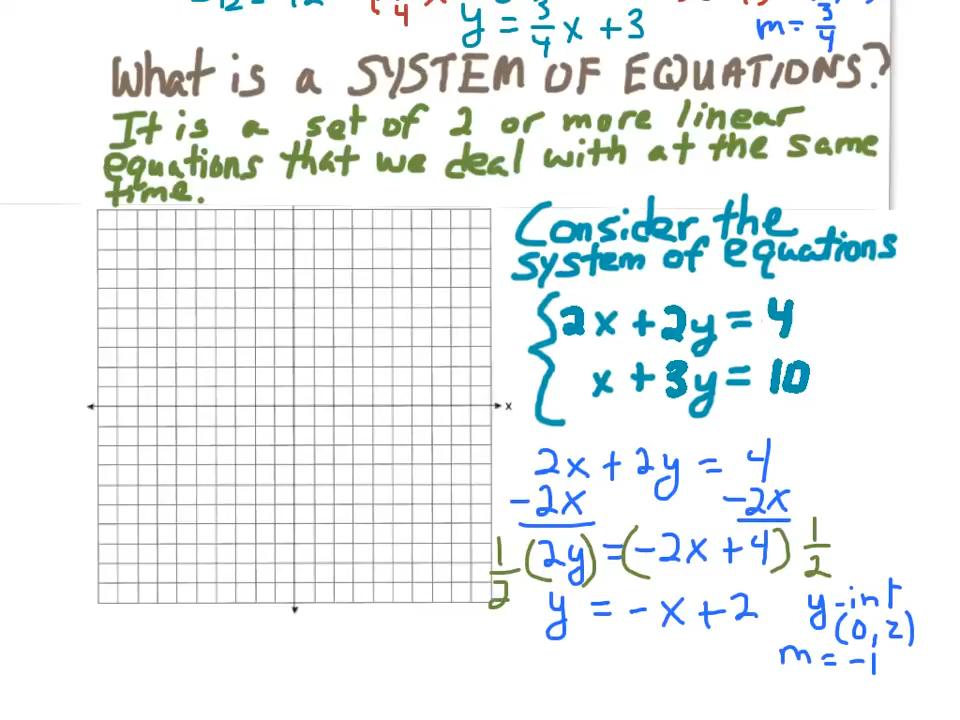 y = 3/4 x + 3
m = 3/4
What is a SYSTEM OF EQUATIONS?
It is a set of 2 or more linear
equations that we deal with at the same
time.
Consider the
system of equations
{2x + 2y = 4
x + 3y = 10
x
2x + 2y = 4
-2x -2x
1/2 (2y) = (-2x + 4) 1/2
y = -x + 2
y-int
(0, 2)
m = -1